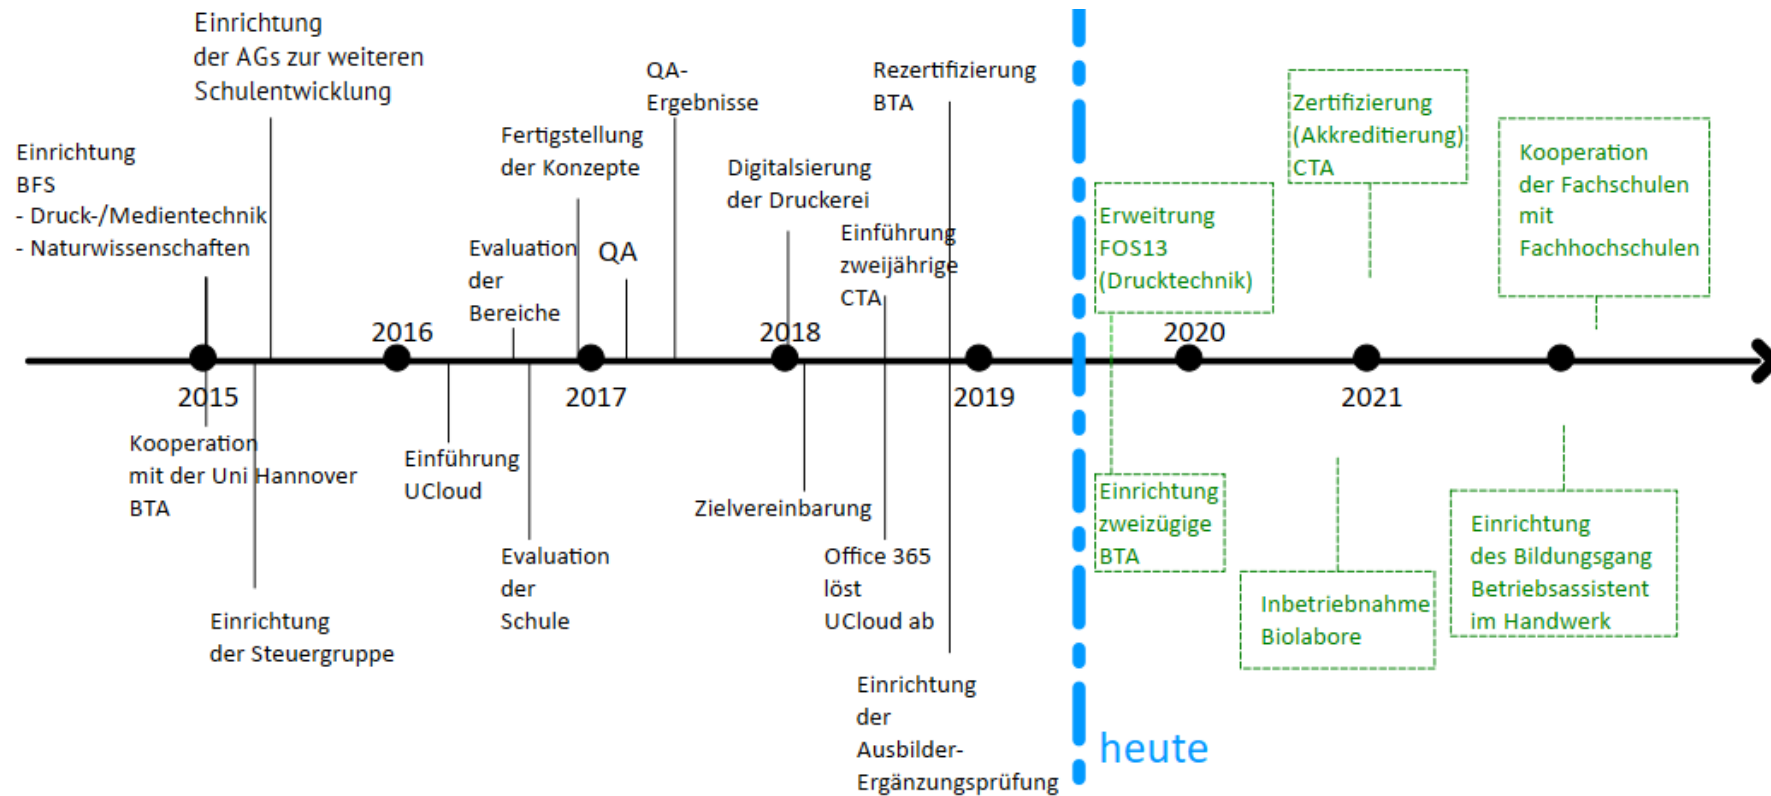 Einrichtung
der AGs zur weiteren
Schulentwicklung
Einrichtung
BFS
- Druck-/Medientechnik
- Naturwissenschaften
Fertigstellung
der Konzepte
Evaluation
der
Bereiche
QA
QA-
Ergebnisse
Digitalsierung
der Druckerei
Rezertifizierung
BTA
Einführung
zweijährige
CTA
Erweitrung
FOS13
(Drucktechnik)
Zertifizierung
(Akkreditierung)
CTA
Kooperation
der Fachschulen
mit
Fachhochschulen
2015
2016
2017
2018
2019
2020
2021
Kooperation
mit der Uni Hannover
BTA
Einrichtung
der Steuergruppe
Einführung
UCloud
Evaluation
der
Schule
Zielvereinbarung
Office 365
löst
UCloud ab
Einrichtung
der
Ausbilder-
Ergänzungsprüfung
heute
Einrichtung
zweizügige
BTA
Inbetriebnahme
Biolabore
Einrichtung
des Bildungsgang
Betriebsassistent
im Handwerk